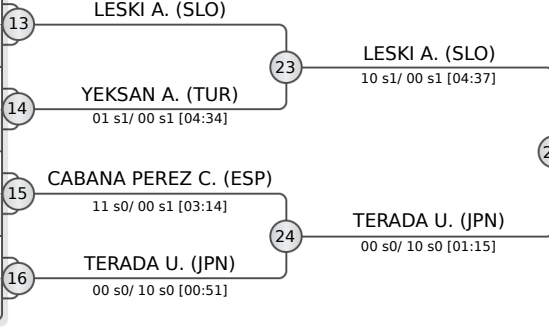 LESKI A. (SLO)
13
23
LESKI A. (SLO)
10 s1/ 00 s1 [04:37]
YEKSAN A. (TUR)
14
01 s1/ 00 s1 [04:34]
CABANA PEREZ C. (ESP)
15
11 s0/ 00 s1 [03:14]
24
TERADA U. (JPN)
00 s0/ 10 s0 [01:15]
TERADA U. (JPN)
16
00 s0/ 10 s0 [00:51]